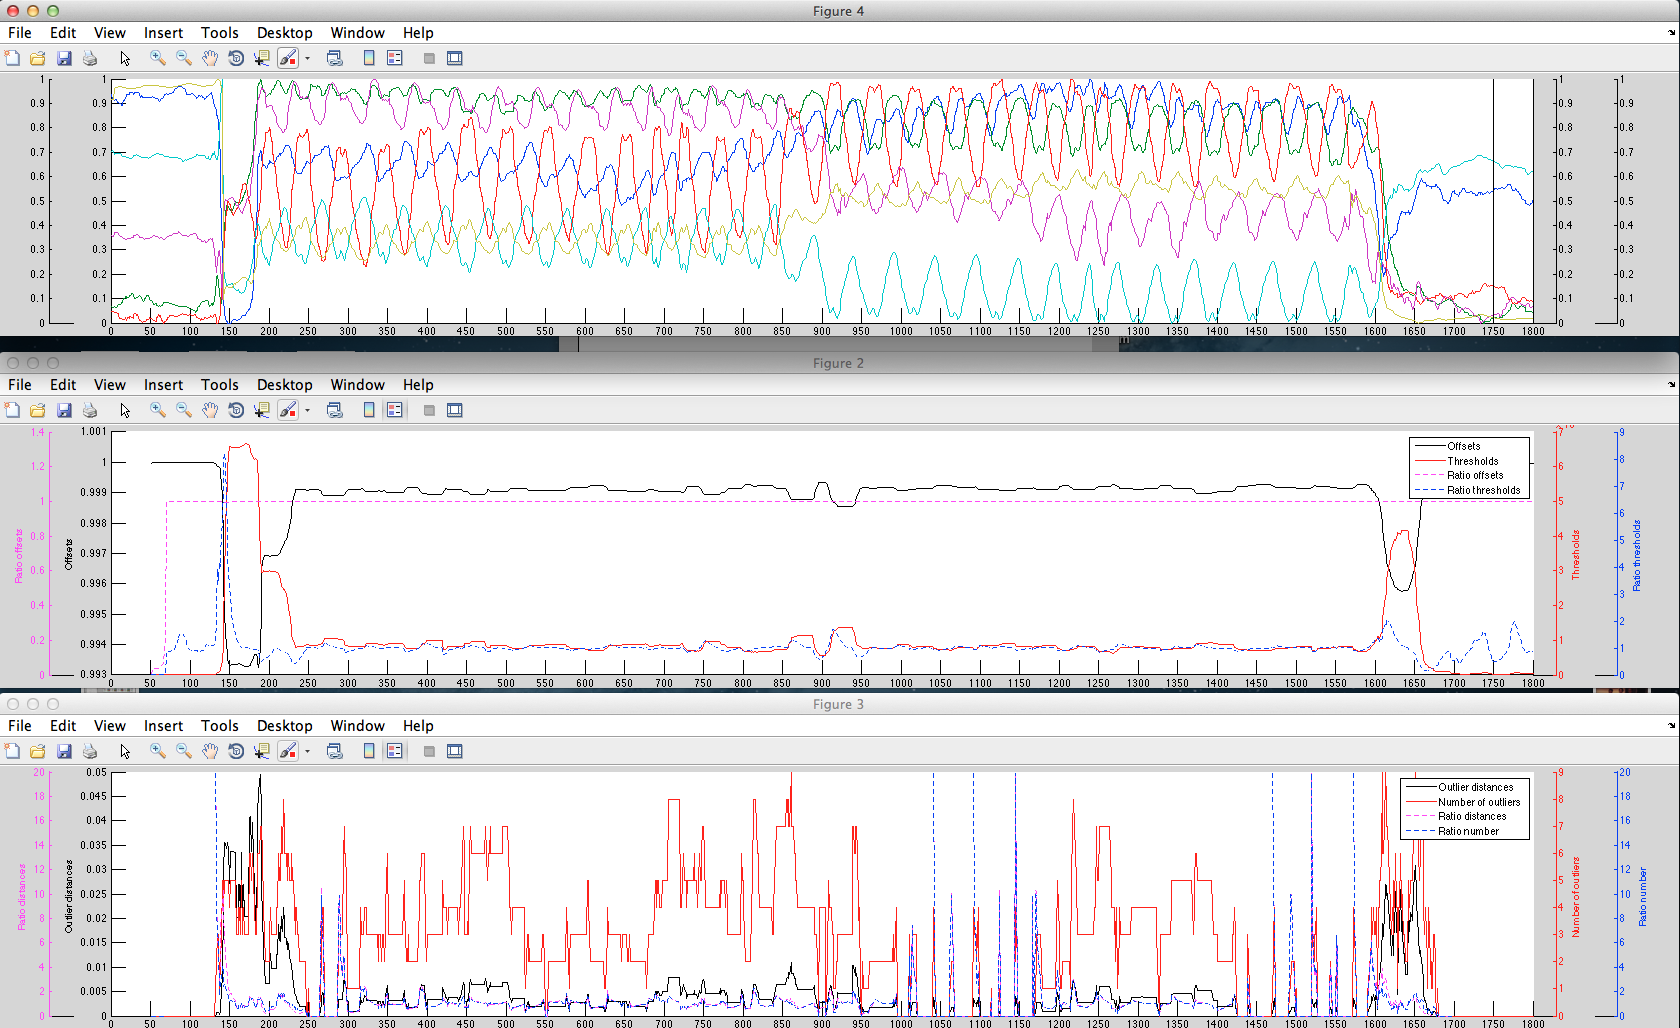 Figure 4
File Edit View Insert Tools Desktop Window Help
1 1 1 1
0.9 0.9 0.9 0.9
0.8 0.8 0.8 0.8
0.7 0.7 0.7 0.7
0.6 0.6 0.6 0.6
0.5 0.5 0.5 0.5
0.4 0.4 0.4 0.4
0.3 0.3 0.3 0.3
0.2 0.2 0.2 0.2
0.1 0.1 0.1 0.1
0 0 0 0
0 50 100 150 200 250 300 350 400 450 500 550 600 650 700 750 800 850 900 950 1000 1050 1100 1150 1200 1250 1300 1350 1400 1450 1500 1550 1600 1650 1700 1750 1800
Figure 2
File Edit View Insert Tools Desktop Window Help
1.4 1.001 7 9
1.2 1 6 8
1 0.999 5 7
0.8 0.998 4 6
0.6 0.997 3 5
0.4 0.996 2 4
0.2 0.995 1 3
0 0.994 0 2
0.993 1
0
Ratio offsets
Offsets
Thresholds
Ratio thresholds
Offsets
Thresholds
Ratio offsets
Ratio thresholds
0 50 100 150 200 250 300 350 400 450 500 550 600 650 700 750 800 850 900 950 1000 1050 1100 1150 1200 1250 1300 1350 1400 1450 1500 1550 1600 1650 1700 1750 1800
Figure 3
File Edit View Insert Tools Desktop Window Help
20 0.05 9 20
18 0.045 8 18
16 0.04 7 16
14 0.035 6 14
12 0.03 5 12
10 0.025 4 10
8 0.02 3 8
6 0.015 2 6
4 0.01 1 4
2 0.005 0 2
0 0 0
Ratio distances
Outlier distances
Number of outliers
Ratio number
Outlier distances
Number of outliers
Ratio distances
Ratio number
0 50 100 150 200 250 300 350 400 450 500 550 600 650 700 750 800 850 900 950 1000 1050 1100 1150 1200 1250 1300 1350 1400 1450 1500 1550 1600 1650 1700 1750 1800